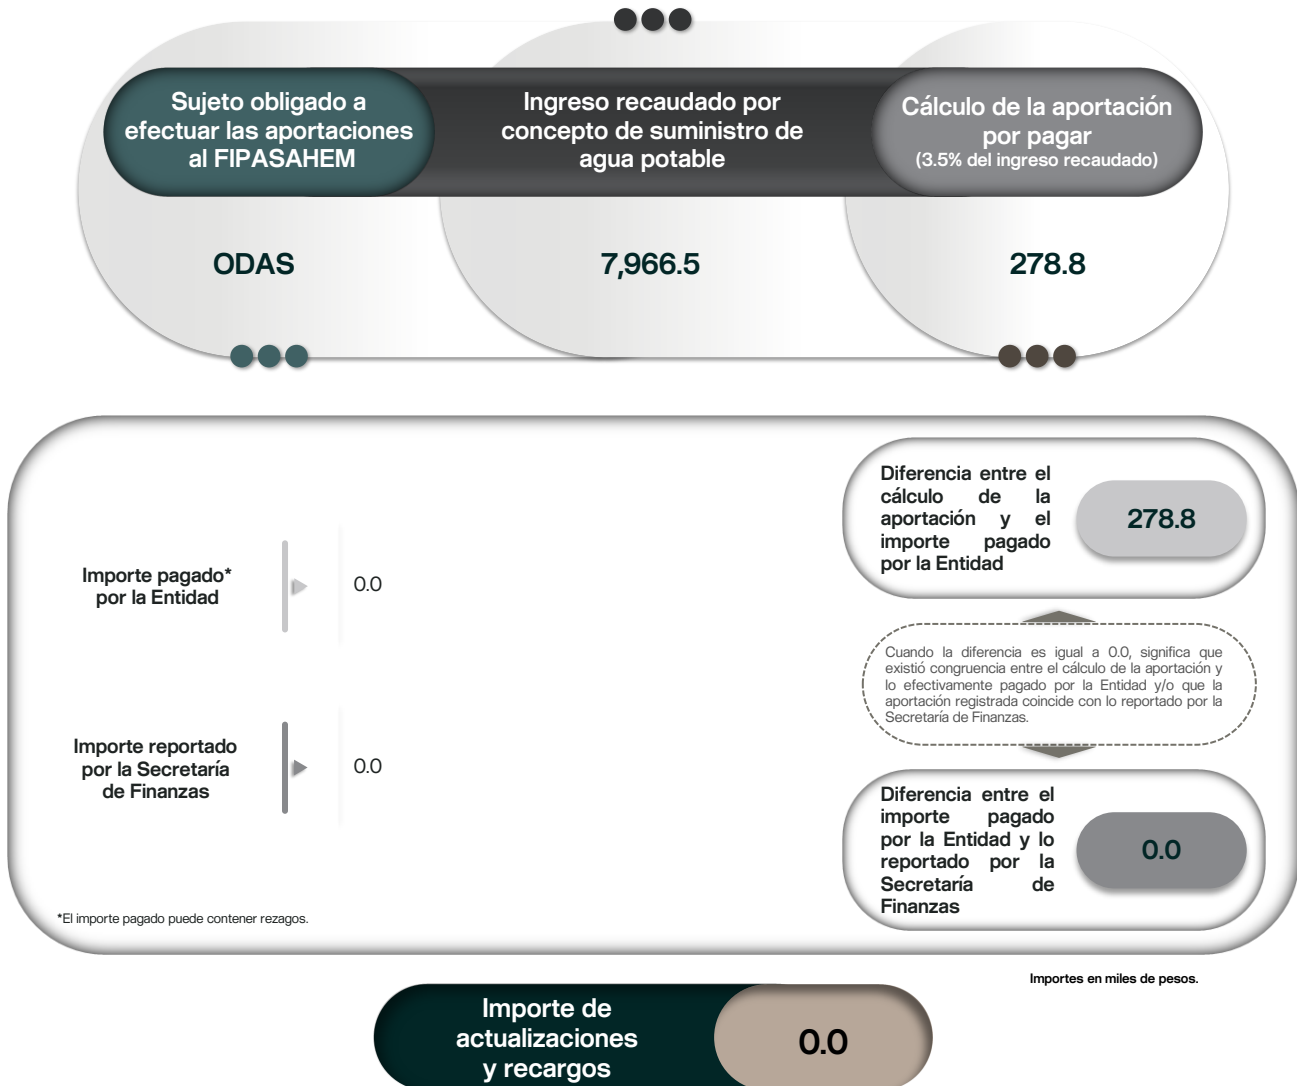 Sujeto obligado a
efectuar las aportaciones
al FIPASAHEM
Ingreso recaudado por
concepto de suministro de
agua potable
Cálculo de la aportación
por pagar
(3.5% del ingreso recaudado)
ODAS
7,966.5
278.8
Importe pagado*
por la Entidad
0.0
Importe reportado
por la Secretaría
de Finanzas
0.0
*El importe pagado puede contener rezagos.
Diferencia entre el
cálculo de la
aportación y el
importe pagado
por la Entidad
278.8
Cuando la diferencia es igual a 0.0, significa que
existió congruencia entre el cálculo de la aportación y
lo efectivamente pagado por la Entidad y/o que la
aportación registrada coincide con lo reportado por la
Secretaría de Finanzas.
Diferencia entre el
importe pagado
por la Entidad y lo
reportado por la
Secretaría de
Finanzas
0.0
Importes en miles de pesos.
Importe de
actualizaciones
y recargos
0.0